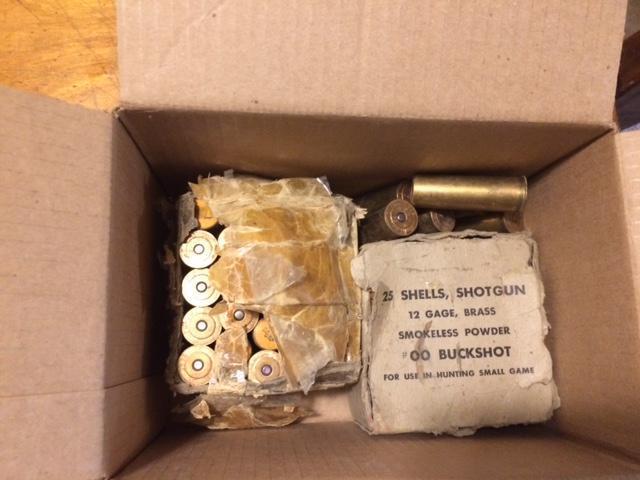 25 SHELLS, SHOTGUN
12 GAGE, BRASS
SMOKELESS POWDER
#00 BUCKSHOT
FOR USE IN HUNTING SMALL GAME